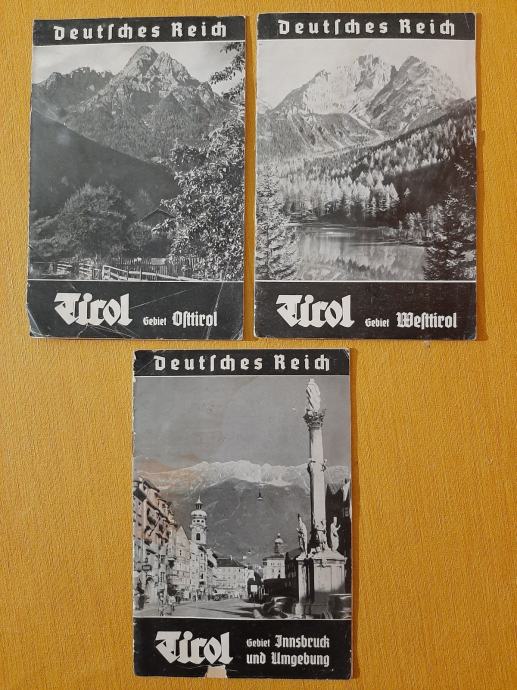 Deutsches Reich
Tirol Gebiet Osttirol
Deutsches Reich
Tirol Gebiet Westtirol
Deutsches Reich
Tirol Gebiet Innsbruck
und Umgebung